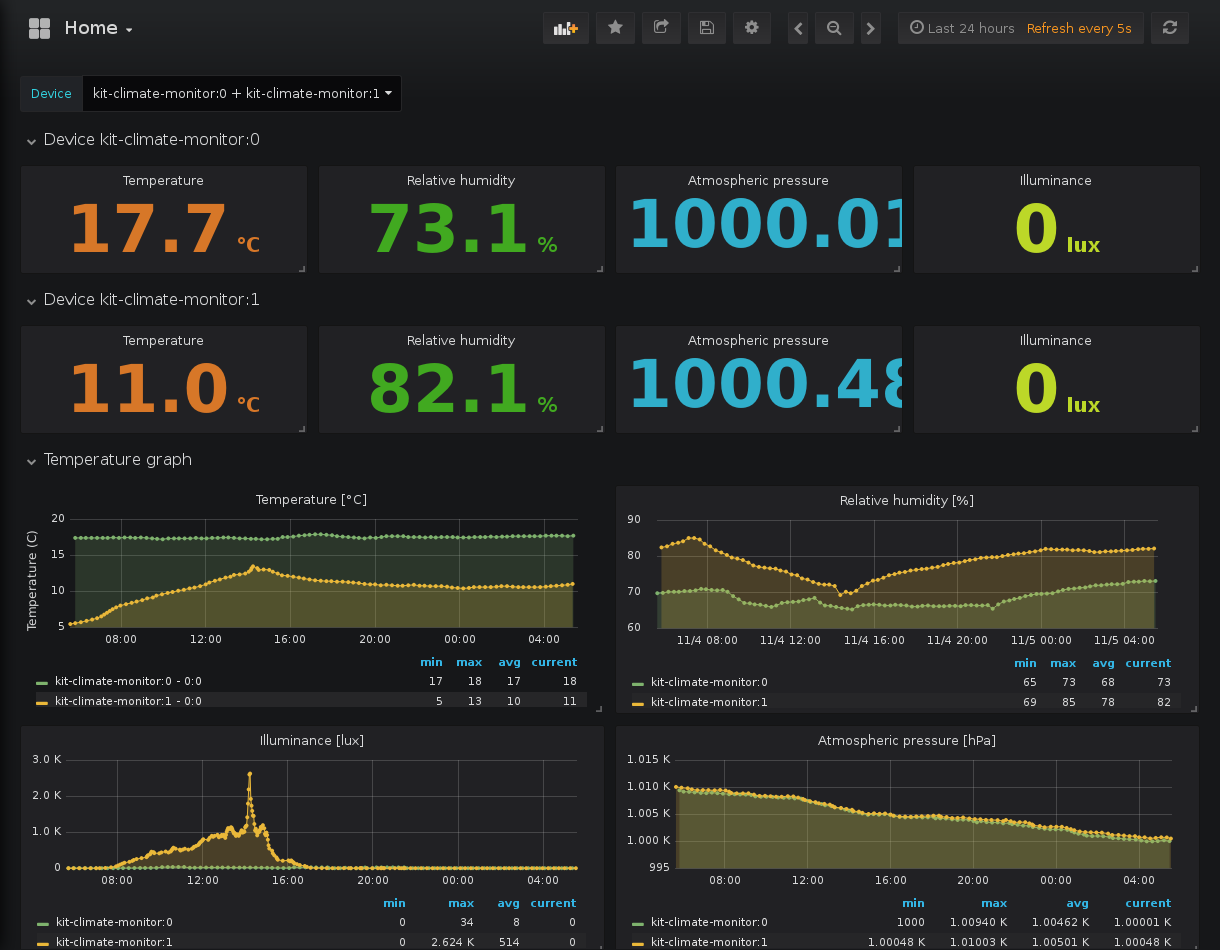 Home
Last 24 hours Refresh every 5s
Device kit-climate-monitor:0 + kit-climate-monitor:1
Device kit-climate-monitor:0
Temperature Relative humidity Atmospheric pressure Illuminance
17.7 °C 73.1 % 1000.01 0 lux
Device kit-climate-monitor:1
Temperature Relative humidity Atmospheric pressure Illuminance
11.0 °C 82.1 % 1000.48 0 lux
Temperature graph
Temperature [°C]
Temperature (C)
20
15
10
5
08:00 12:00 16:00 20:00 00:00 04:00
min max avg current
kit-climate-monitor:0 - 0:0 17 18 17 18
kit-climate-monitor:1 - 0:0 5 13 10 11
Relative humidity [%]
90
80
70
60
11/4 08:00 11/4 12:00 11/4 16:00 11/4 20:00 11/5 00:00 11/5 04:00
min max avg current
kit-climate-monitor:0 65 73 68 73
kit-climate-monitor:1 69 85 78 82
Illuminance [lux]
3.0 K
2.0 K
1.0 K
0
08:00 12:00 16:00 20:00 00:00 04:00
min max avg current
kit-climate-monitor:0 0 34 8 0
kit-climate-monitor:1 0 2.624 K 514 0
Atmospheric pressure [hPa]
1.015 K
1.010 K
1.005 K
1.000 K
995
08:00 12:00 16:00 20:00 00:00 04:00
min max avg current
kit-climate-monitor:0 1000 1.00940 K 1.00462 K 1.00001 K
kit-climate-monitor:1 1.00048 K 1.01003 K 1.00501 K 1.00048 K